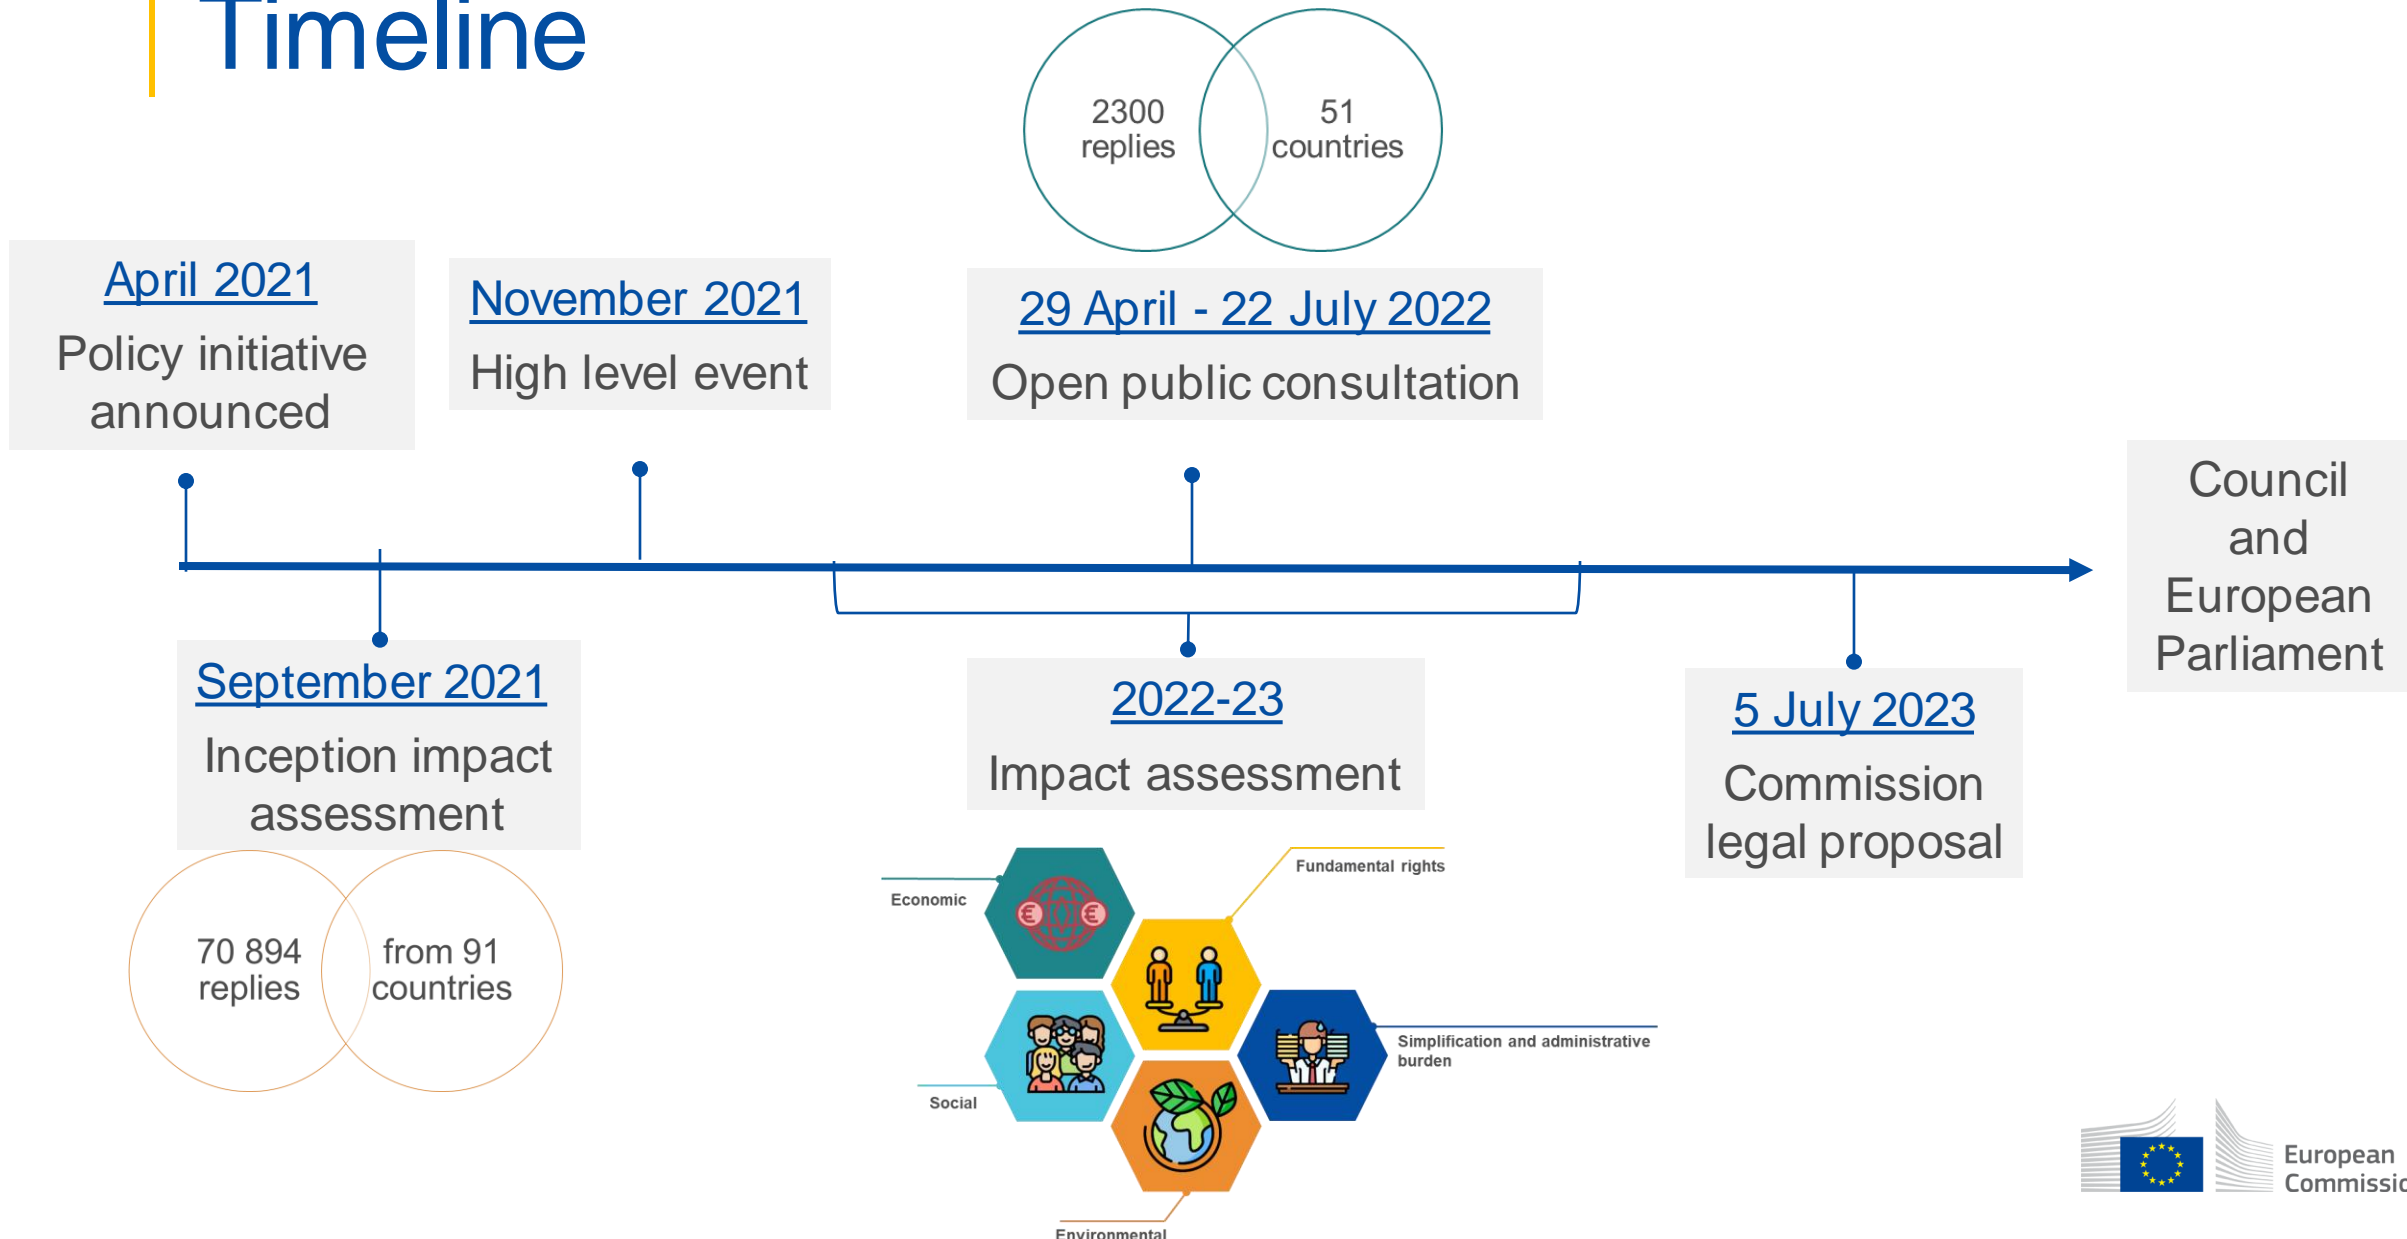 Timeline
2300
replies
51
countries
April 2021
Policy initiative
announced
November 2021
High level event
29 April - 22 July 2022
Open public consultation
Council
and
European
Parliament
September 2021
Inception impact
assessment
70 894
replies
from 91
countries
2022-23
Impact assessment
5 July 2023
Commission
legal proposal
Economic
Fundamental rights
Simplification and administrative
burden
Social
Environmental
European
Commissio